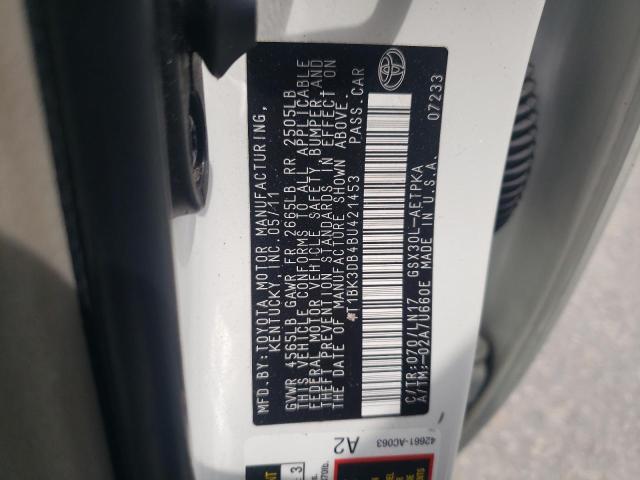 MFD.BY:TOYOTA MOTOR MANUFACTURING,
KENTUCKY, INC.05/11
GVWR 4565LB GAWR FR 2665LB RR 2505LB
THIS VEHICLE CONFORMS TO ALL APPLICABLE
FEDERAL MOTOR VEHICLE SAFETY, BUMPER AND
THEFT PREVENTION STANDARDS IN EFFECT ON
THE DATE OF MANUFACTURE SHOWN ABOVE.
4T1BK3DB4BU421453 PASS.CAR
C/TR:070/LN17 GSX30L-AETPKA
A/TM:-02A/U660E MADE IN U.S.A.
07233
42661-AC063
A2
3